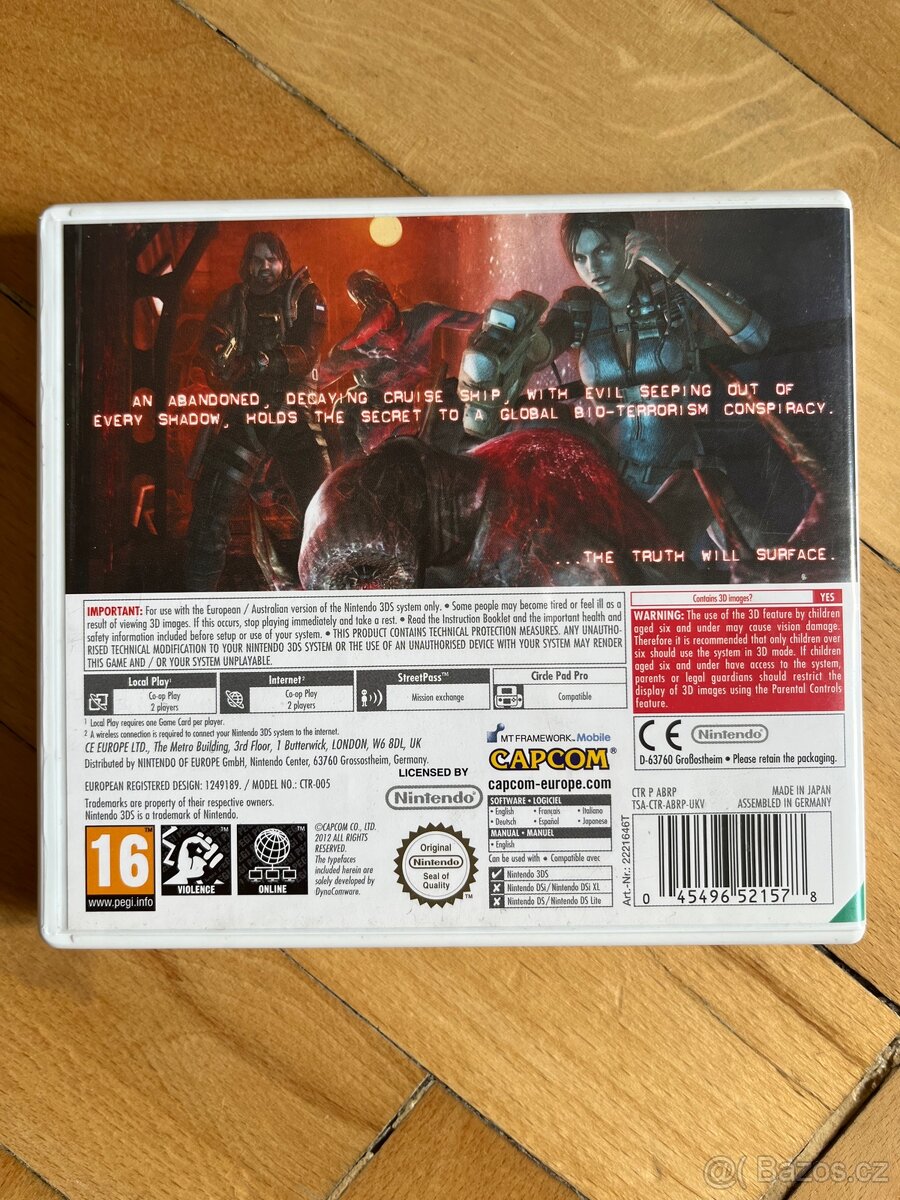 AN ABANDONED, DECAYING CRUISE SHIP, WITH EVIL SEEPING OUT OF
EVERY SHADOW, HOLDS THE SECRET TO A GLOBAL BIO-TERRORISM CONSPIRACY.
...THE TRUTH WILL SURFACE.
IMPORTANT: For use with the European / Australian version of the Nintendo 3DS system only. • Some people may become tired or feel ill as a
result of viewing 3D images. If this occurs, stop playing immediately and take a rest. • Read the Instruction Booklet and the important health and
safety information included before setup or use of your system. • THIS PRODUCT CONTAINS TECHNICAL PROTECTION MEASURES. ANY UNAUTHO-
RISED TECHNICAL MODIFICATION TO YOUR NINTENDO 3DS SYSTEM OR THE USE OF AN UNAUTHORISED DEVICE WITH YOUR SYSTEM MAY RENDER
THIS GAME AND / OR YOUR SYSTEM UNPLAYABLE.
Contains 3D images? YES
WARNING: The use of the 3D feature by children
aged six and under may cause vision damage.
Therefore it is recommended that only children over
six should use the system in 3D mode. If children
aged six and under have access to the system,
parents or legal guardians should restrict the
display of 3D images using the Parental Controls
feature.
Local Play¹
Co-op Play
2 players
Internet²
Co-op Play
2 players
StreetPass™
Mission exchange
Circle Pad Pro
Compatible
¹ Local Play requires one Game Card per player.
² A wireless connection is required to connect your Nintendo 3DS system to the internet.
CE EUROPE LTD., The Metro Building, 3rd Floor, 1 Butterwick, LONDON, W6 8DL, UK
Distributed by NINTENDO OF EUROPE GmbH, Nintendo Center, 63760 Grossostheim, Germany.
EUROPEAN REGISTERED DESIGN: 1249189. / MODEL NO.: CTR-005
Trademarks are property of their respective owners.
Nintendo 3DS is a trademark of Nintendo.
LICENSED BY
Nintendo®
MT FRAMEWORK Mobile
CAPCOM®
capcom-europe.com
CE Nintendo
D-63760 Großostheim • Please retain the packaging.
16
www.pegi.info
VIOLENCE
ONLINE
©CAPCOM CO., LTD.
2012 ALL RIGHTS
RESERVED.
The typefaces
included herein are
solely developed by
DynaComware.
Original
Nintendo
Seal of
Quality
SOFTWARE • LOGICIEL
• English • Français • Italiano
• Deutsch • Español • Japanese
MANUAL • MANUEL
• English
Can be used with • Compatible avec
Nintendo 3DS
Nintendo DSi/Nintendo DSi XL
Nintendo DS/Nintendo DS Lite
Art.-Nr.: 2221646T
CTR P ABRP MADE IN JAPAN
TSA-CTR-ABRP-UKV ASSEMBLED IN GERMANY
0 45496 52157 8
@( Bazos.cz